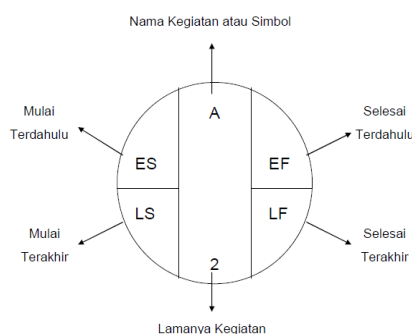 Nama Kegiatan atau Simbol
Mulai
Terdahulu
A
Selesai
Terdahulu
ES
EF
LS
LF
Mulai
Terakhir
Selesai
Terakhir
2
Lamanya Kegiatan